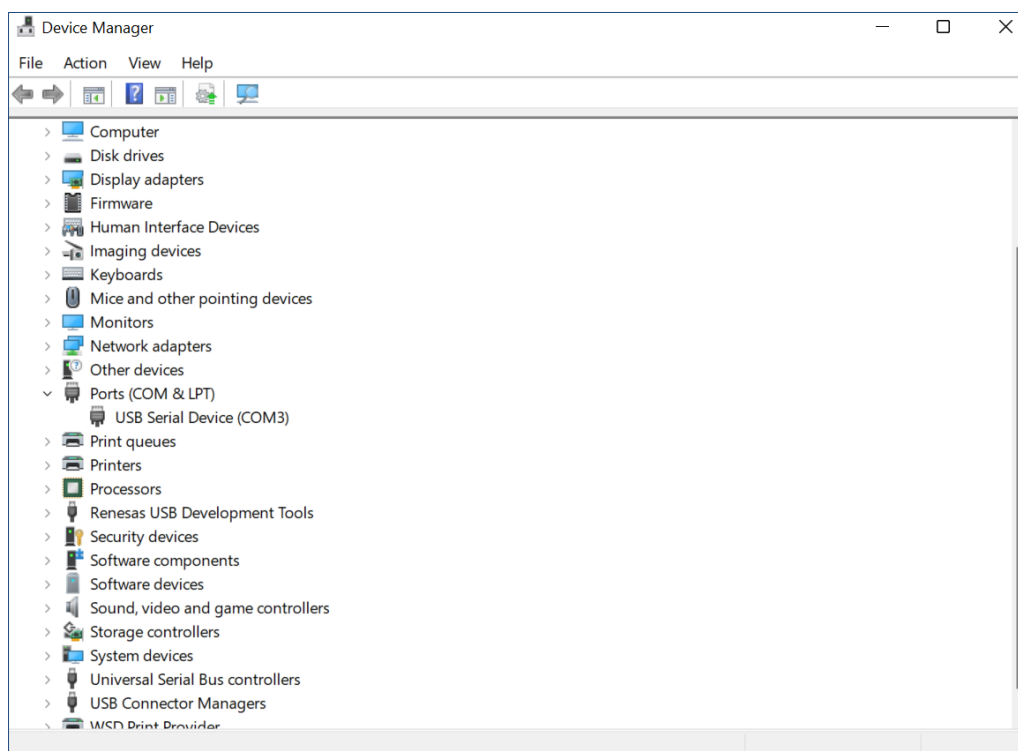 Device Manager
File Action View Help
Computer
Disk drives
Display adapters
Firmware
Human Interface Devices
Imaging devices
Keyboards
Mice and other pointing devices
Monitors
Network adapters
Other devices
Ports (COM & LPT)
USB Serial Device (COM3)
Print queues
Printers
Processors
Renesas USB Development Tools
Security devices
Software components
Software devices
Sound, video and game controllers
Storage controllers
System devices
Universal Serial Bus controllers
USB Connector Managers
WSD Print Provider